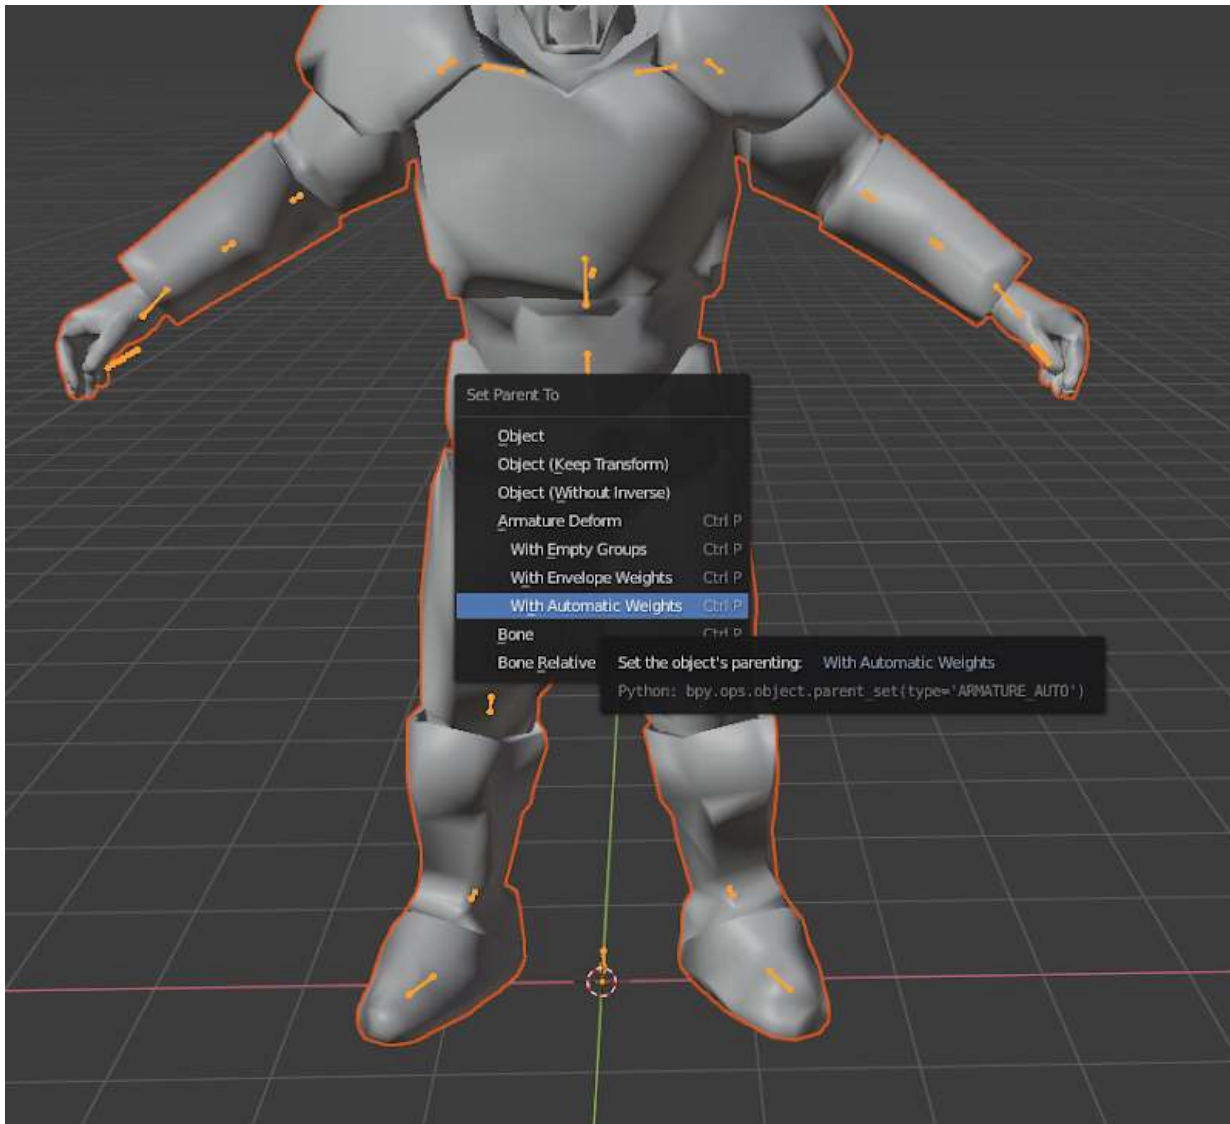 Set Parent To
Object
Object (Keep Transform)
Object (Without Inverse)
Armature Deform Ctrl P
With Empty Groups Ctrl P
With Envelope Weights Ctrl P
With Automatic Weights Ctrl P
Bone Ctrl P
Bone Relative
Set the object's parenting: With Automatic Weights
Python: bpy.ops.object.parent_set(type='ARMATURE_AUTO')